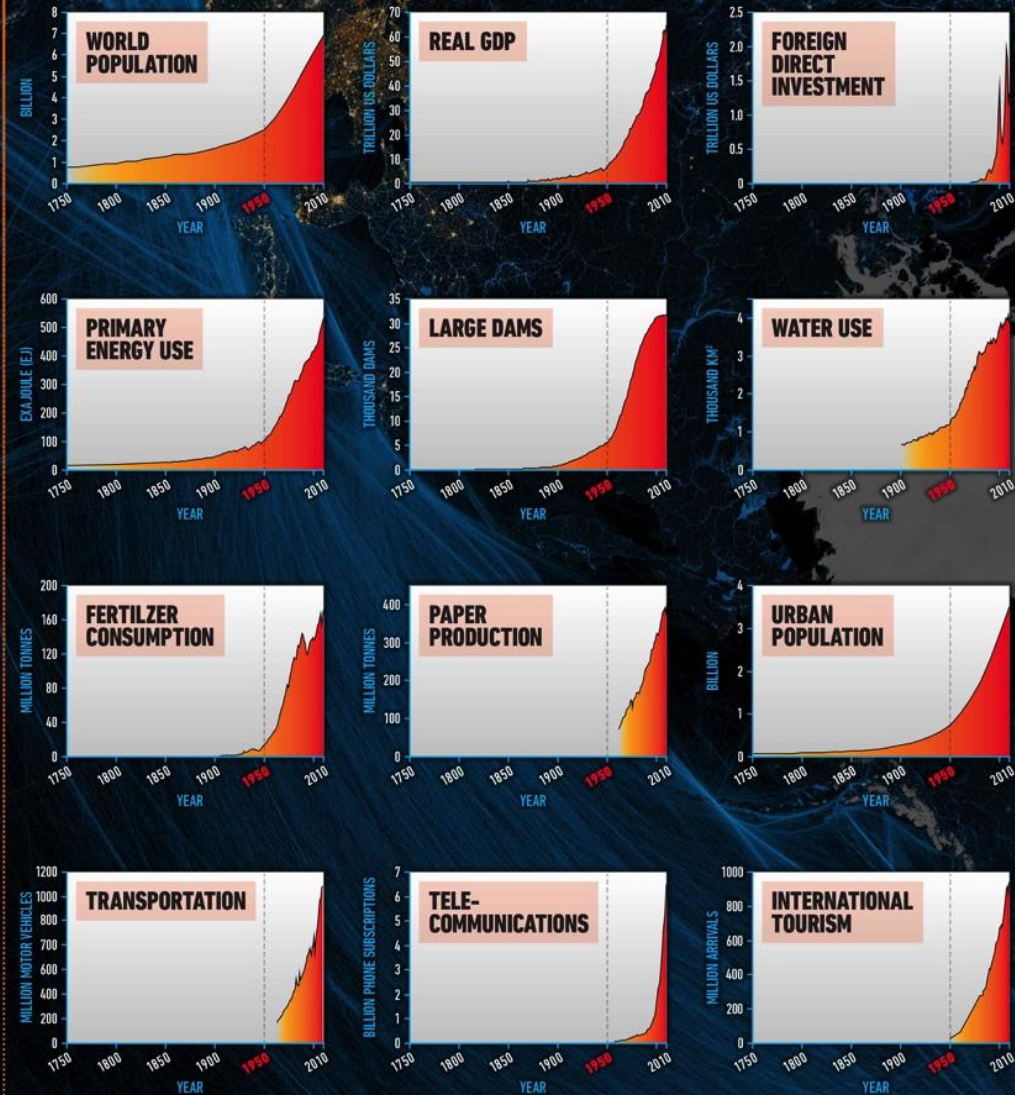 WORLD
POPULATION
BILLION
8
7
6
5
4
3
2
1
0
1750 1800 1850 1900 1950 2010
YEAR
REAL GDP
TRILLION US DOLLARS
70
60
50
40
30
20
10
0
1750 1800 1850 1900 1950 2010
YEAR
FOREIGN
DIRECT
INVESTMENT
TRILLION US DOLLARS
2.5
2.0
1.5
1.0
0.5
0
1750 1800 1850 1900 1950 2010
YEAR
PRIMARY
ENERGY USE
EXAJOULE (EJ)
600
500
400
300
200
100
0
1750 1800 1850 1900 1950 2010
YEAR
LARGE DAMS
THOUSAND DAMS
35
30
25
20
15
10
5
0
1750 1800 1850 1900 1950 2010
YEAR
WATER USE
THOUSAND KM³
4
3
2
1
0
1750 1800 1850 1900 1950 2010
YEAR
FERTILZER
CONSUMPTION
MILLION TONNES
200
160
120
80
40
0
1750 1800 1850 1900 1950 2010
YEAR
PAPER
PRODUCTION
MILLION TONNES
400
300
200
100
0
1750 1800 1850 1900 1950 2010
YEAR
URBAN
POPULATION
BILLION
4
3
2
1
0
1750 1800 1850 1900 1950 2010
YEAR
TRANSPORTATION
MILLION MOTOR VEHICLES
1200
1000
800
700
600
400
200
0
1750 1800 1850 1900 1950 2010
YEAR
TELE-
COMMUNICATIONS
BILLION PHONE SUBSCRIPTIONS
7
6
5
4
3
2
1
0
1750 1800 1850 1900 1950 2010
YEAR
INTERNATIONAL
TOURISM
MILLION ARRIVALS
1000
800
600
400
200
0
1750 1800 1850 1900 1950 2010
YEAR